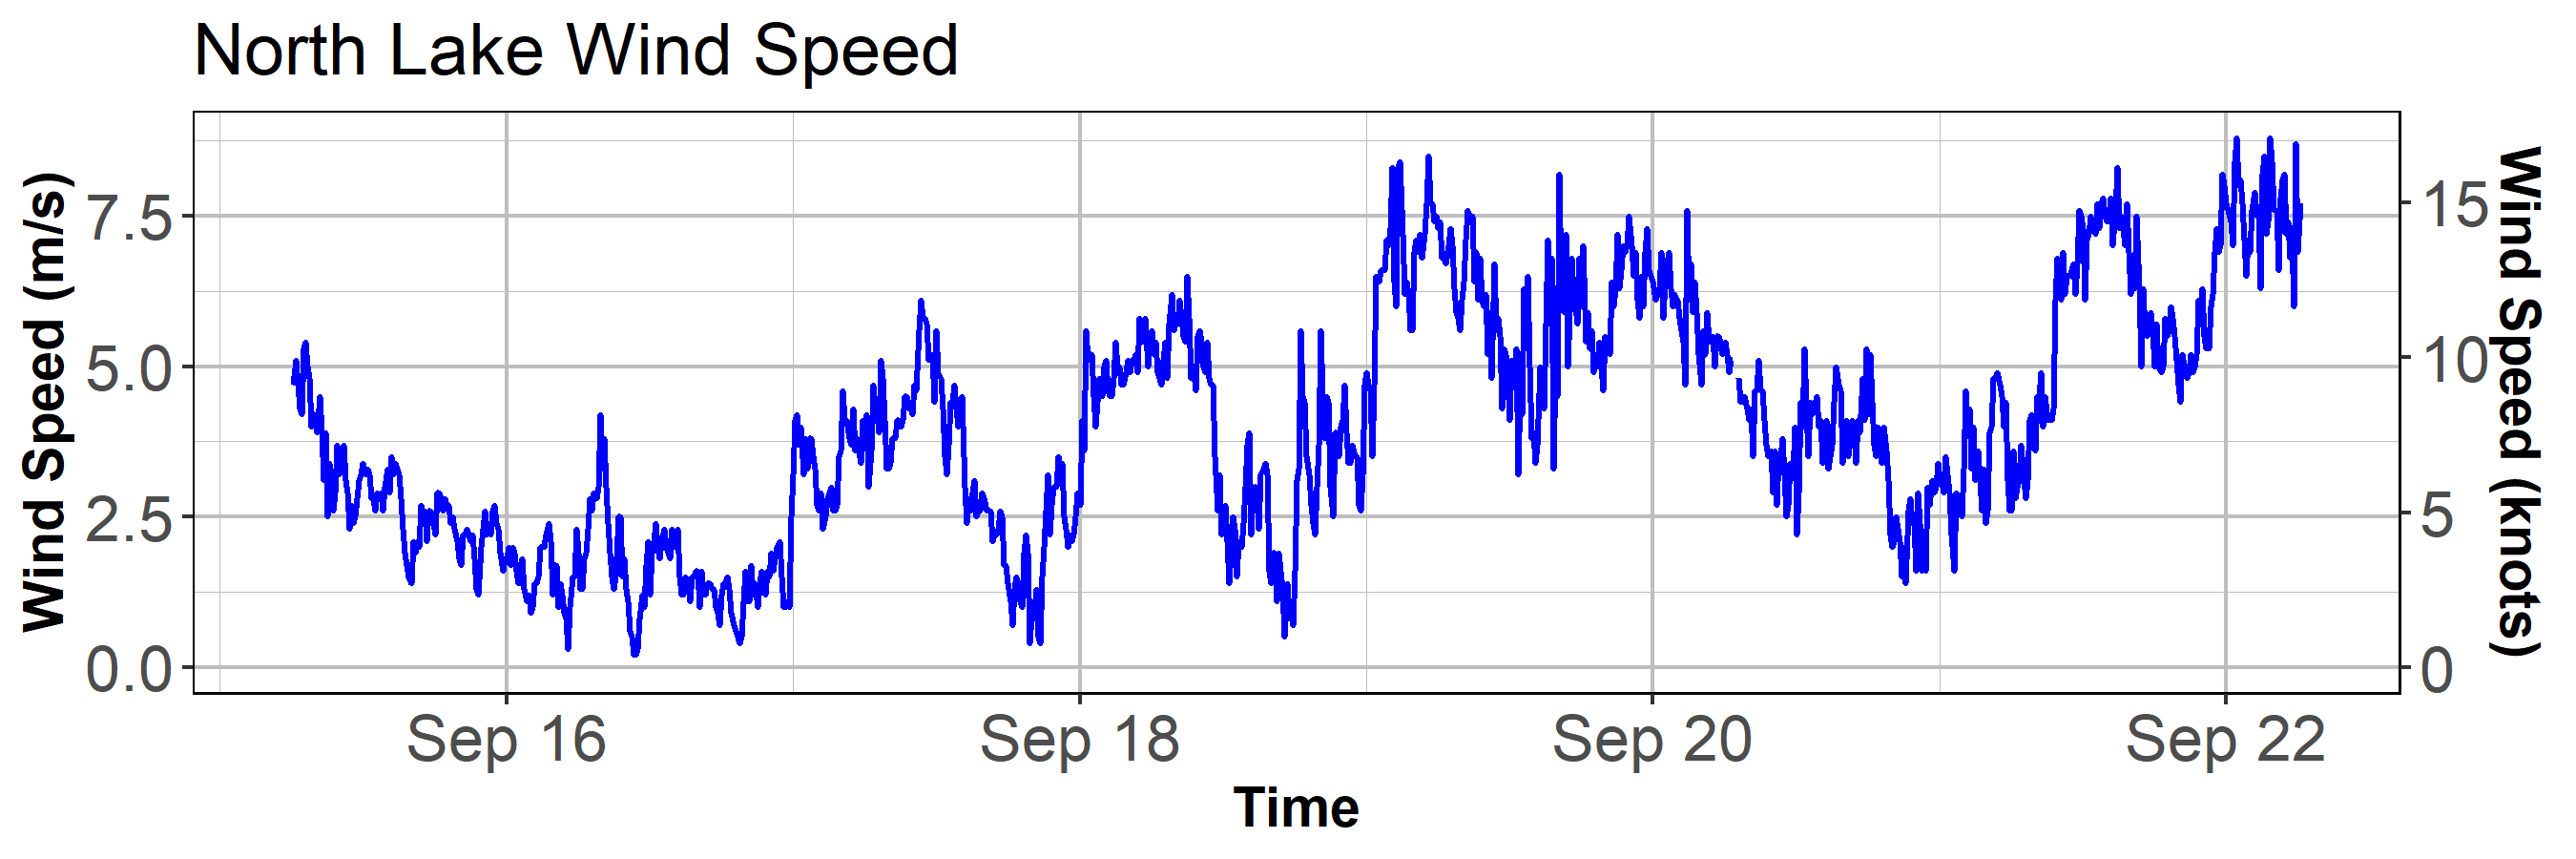 North Lake Wind Speed
Wind Speed (m/s)
7.5
5.0
2.5
0.0
15
10
5
0
Wind Speed (knots)
Sep 16
Sep 18
Sep 20
Sep 22
Time